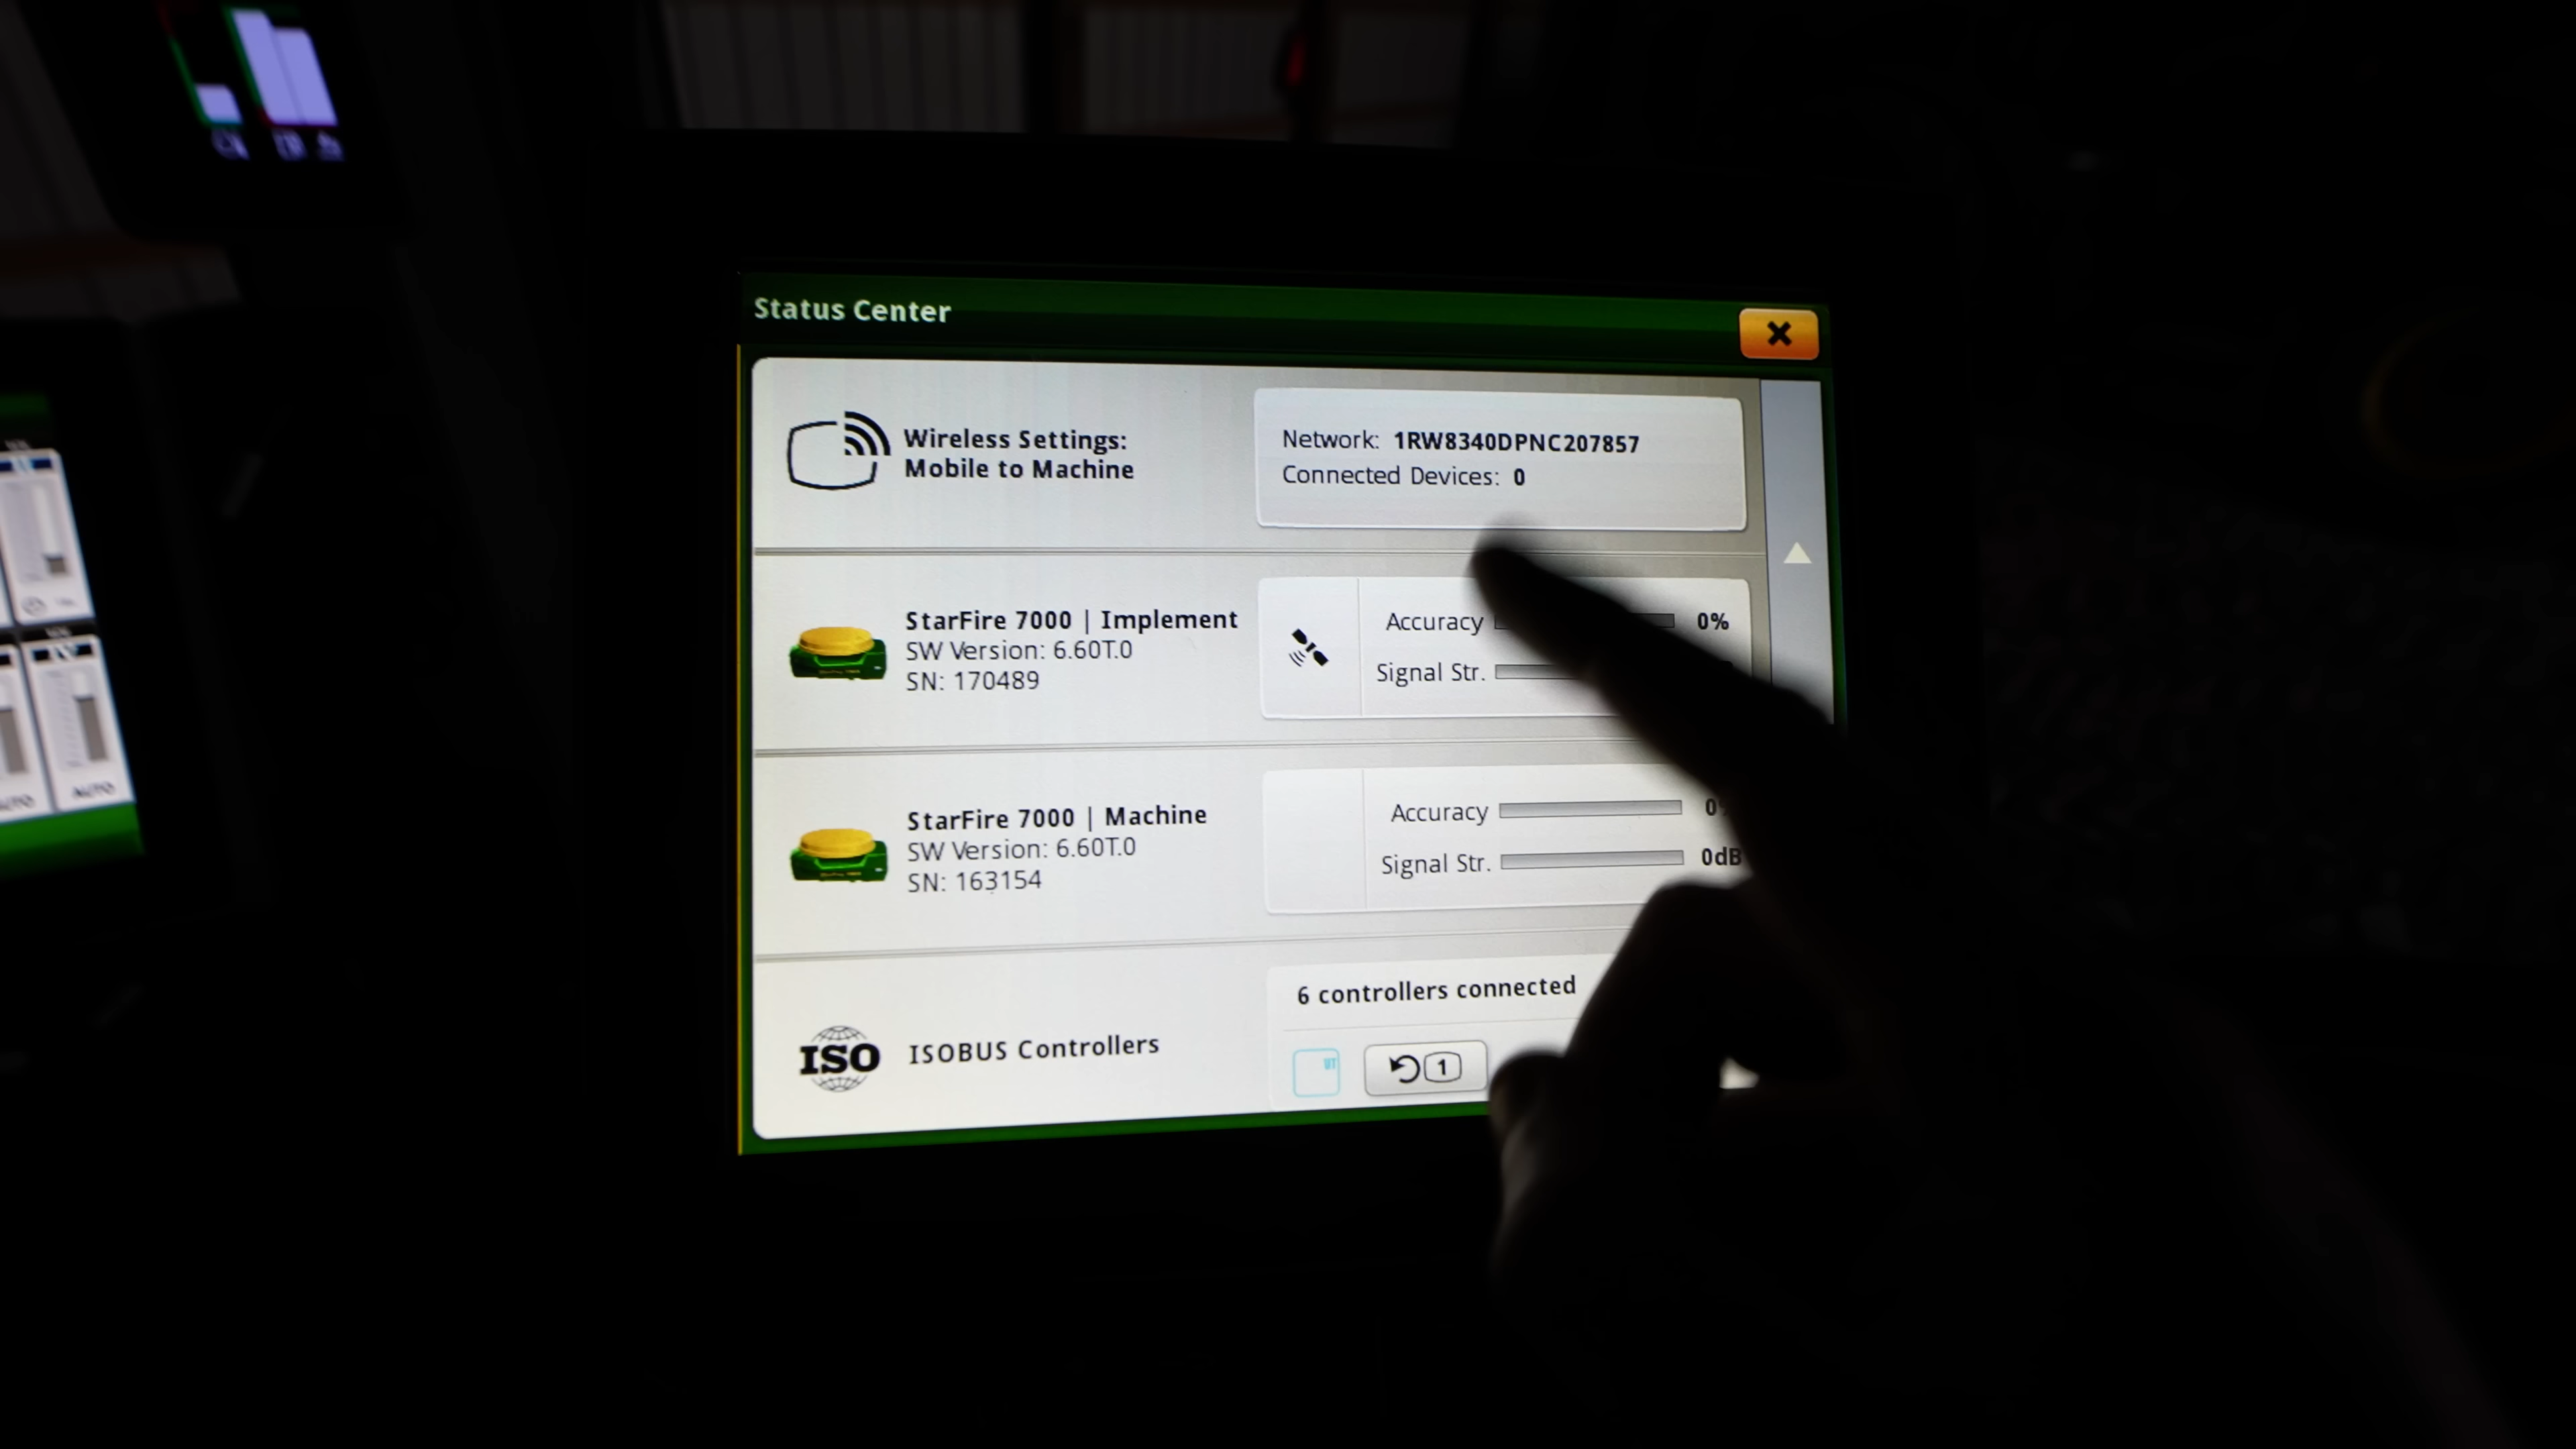 Status Center
Wireless Settings:
Mobile to Machine
Network: 1RW8340DPNC207857
Connected Devices: 0
StarFire 7000 | Implement
SW Version: 6.60T.0
SN: 170489
Accuracy 0%
Signal Str.
StarFire 7000 | Machine
SW Version: 6.60T.0
SN: 163154
Accuracy
Signal Str. 0dB
ISO
ISOBUS Controllers
6 controllers connected
VT
1
AUTO